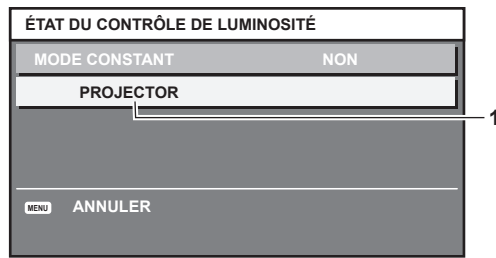 ÉTAT DU CONTRÔLE DE LUMINOSITÉ
MODE CONSTANT NON
PROJECTOR
1
MENU ANNULER